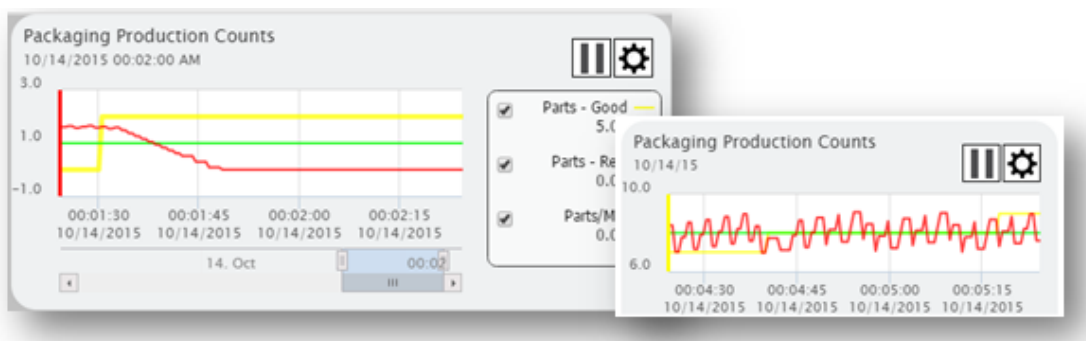 Packaging Production Counts
10/14/2015 00:02:00 AM
3.0
1.0
-1.0
00:01:30 00:01:45 00:02:00 00:02:15
10/14/2015 10/14/2015 10/14/2015 10/14/2015
14. Oct 00:02
Parts - Good
5.0
Parts - Re
0.0
Parts/M
0.0
Packaging Production Counts
10/14/15
10.0
6.0
00:04:30 00:04:45 00:05:00 00:05:15
10/14/2015 10/14/2015 10/14/2015 10/14/2015